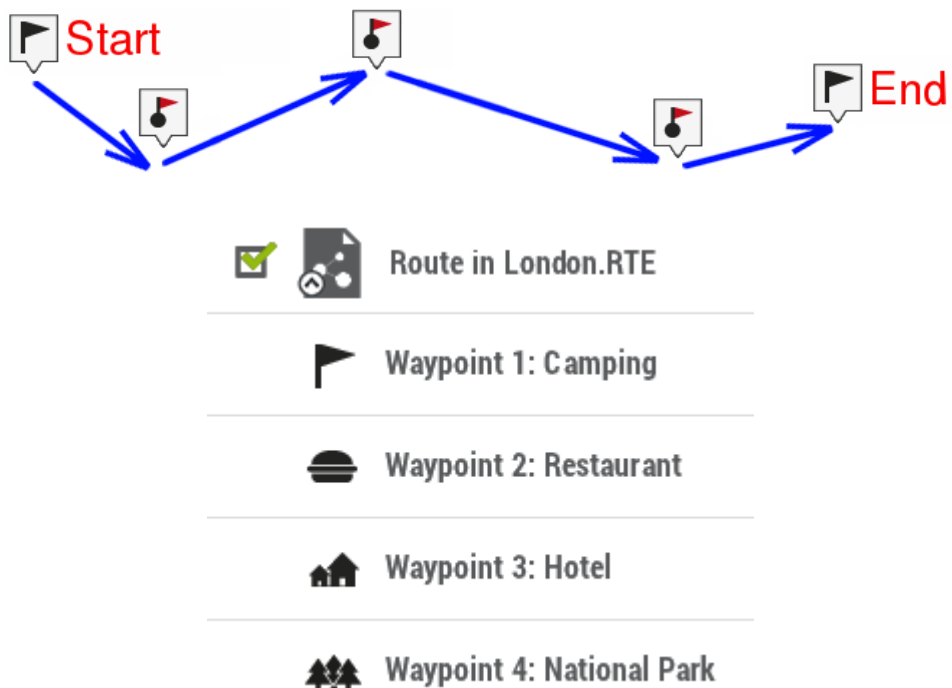 Start
End
Route in London.RTE
Waypoint 1: Camping
Waypoint 2: Restaurant
Waypoint 3: Hotel
Waypoint 4: National Park